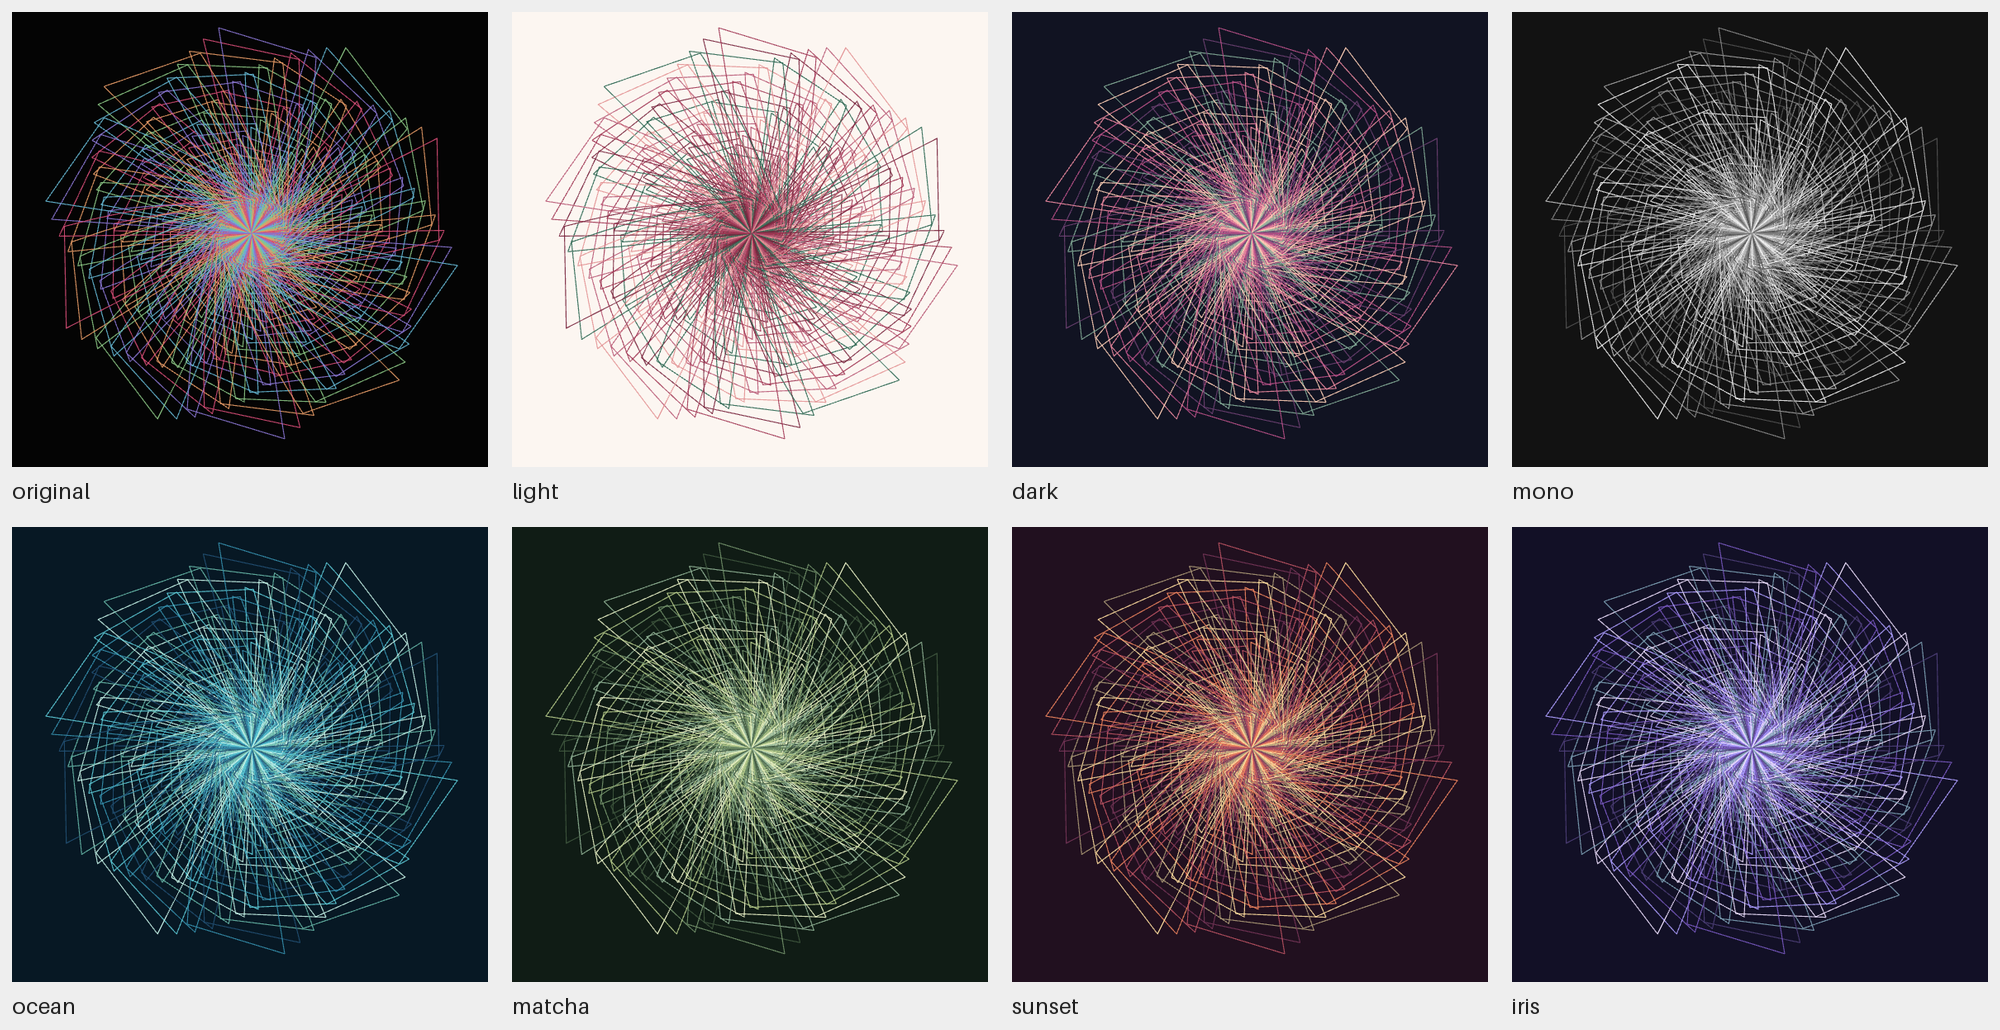 original
light
dark
mono
ocean
matcha
sunset
iris